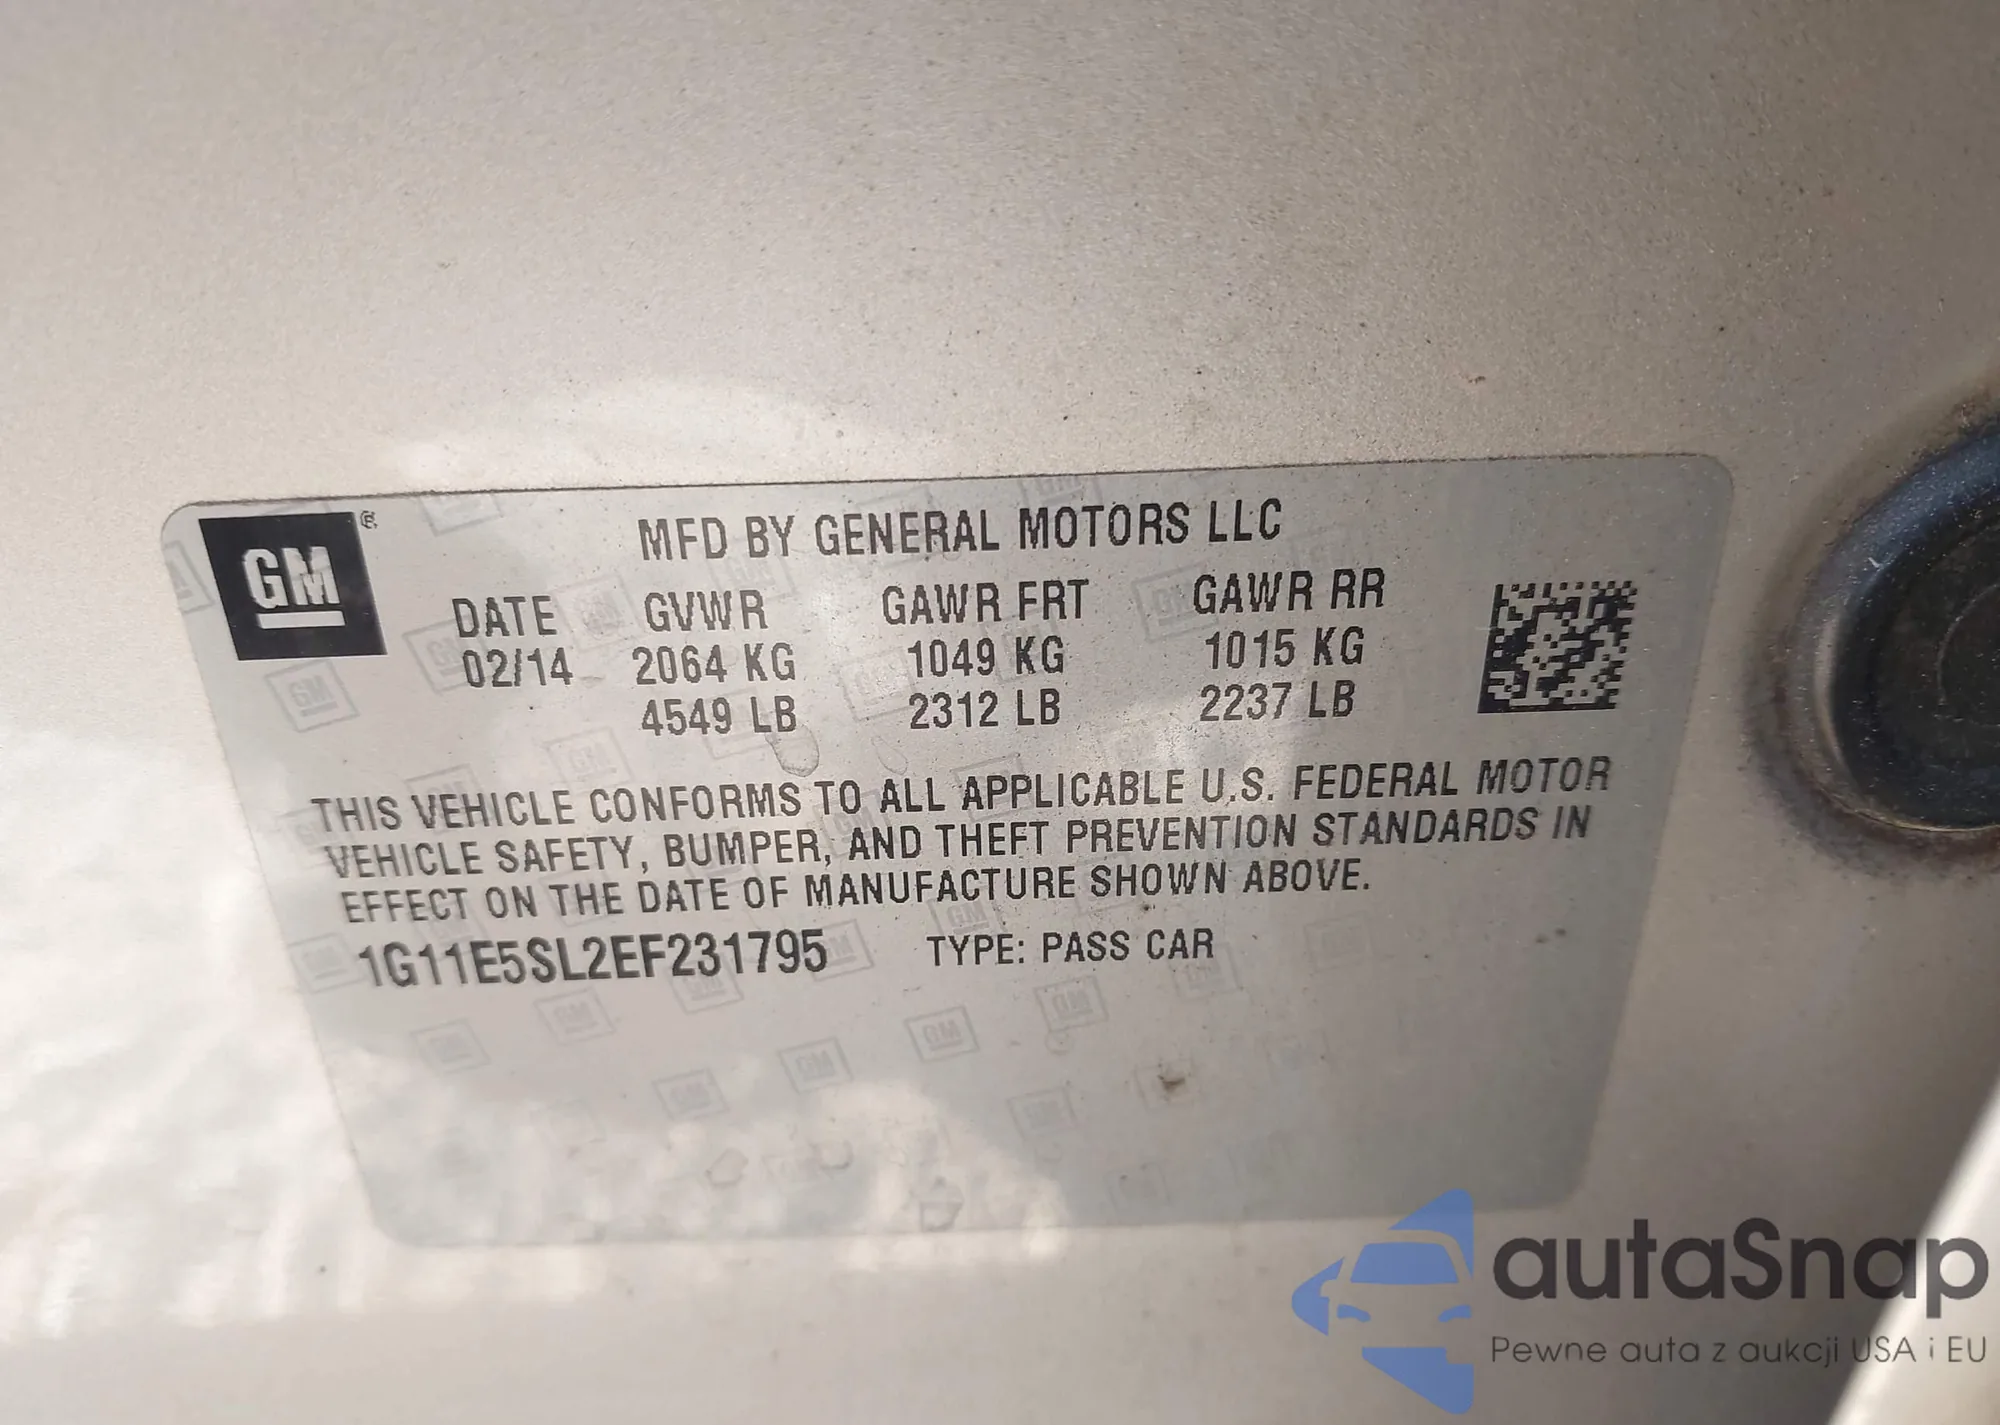 GM ®
MFD BY GENERAL MOTORS LLC
DATE GVWR GAWR FRT GAWR RR
02/14 2064 KG 1049 KG 1015 KG
4549 LB 2312 LB 2237 LB
THIS VEHICLE CONFORMS TO ALL APPLICABLE U.S. FEDERAL MOTOR
VEHICLE SAFETY, BUMPER, AND THEFT PREVENTION STANDARDS IN
EFFECT ON THE DATE OF MANUFACTURE SHOWN ABOVE.
1G11E5SL2EF231795 TYPE: PASS CAR
autaSnap
Pewne auta z aukcji USA i EU